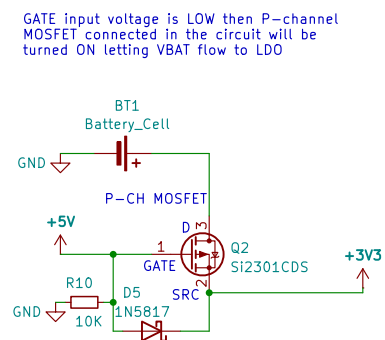 GATE input voltage is LOW then P-channel
MOSFET connected in the circuit will be
turned ON letting VBAT flow to LDO
BT1
Battery_Cell
GND
+
P-CH MOSFET
+5V
D
3
1
Q2
GATE
Si2301CDS
+3V3
2
R10
D5
SRC
GND
1N5817
10K